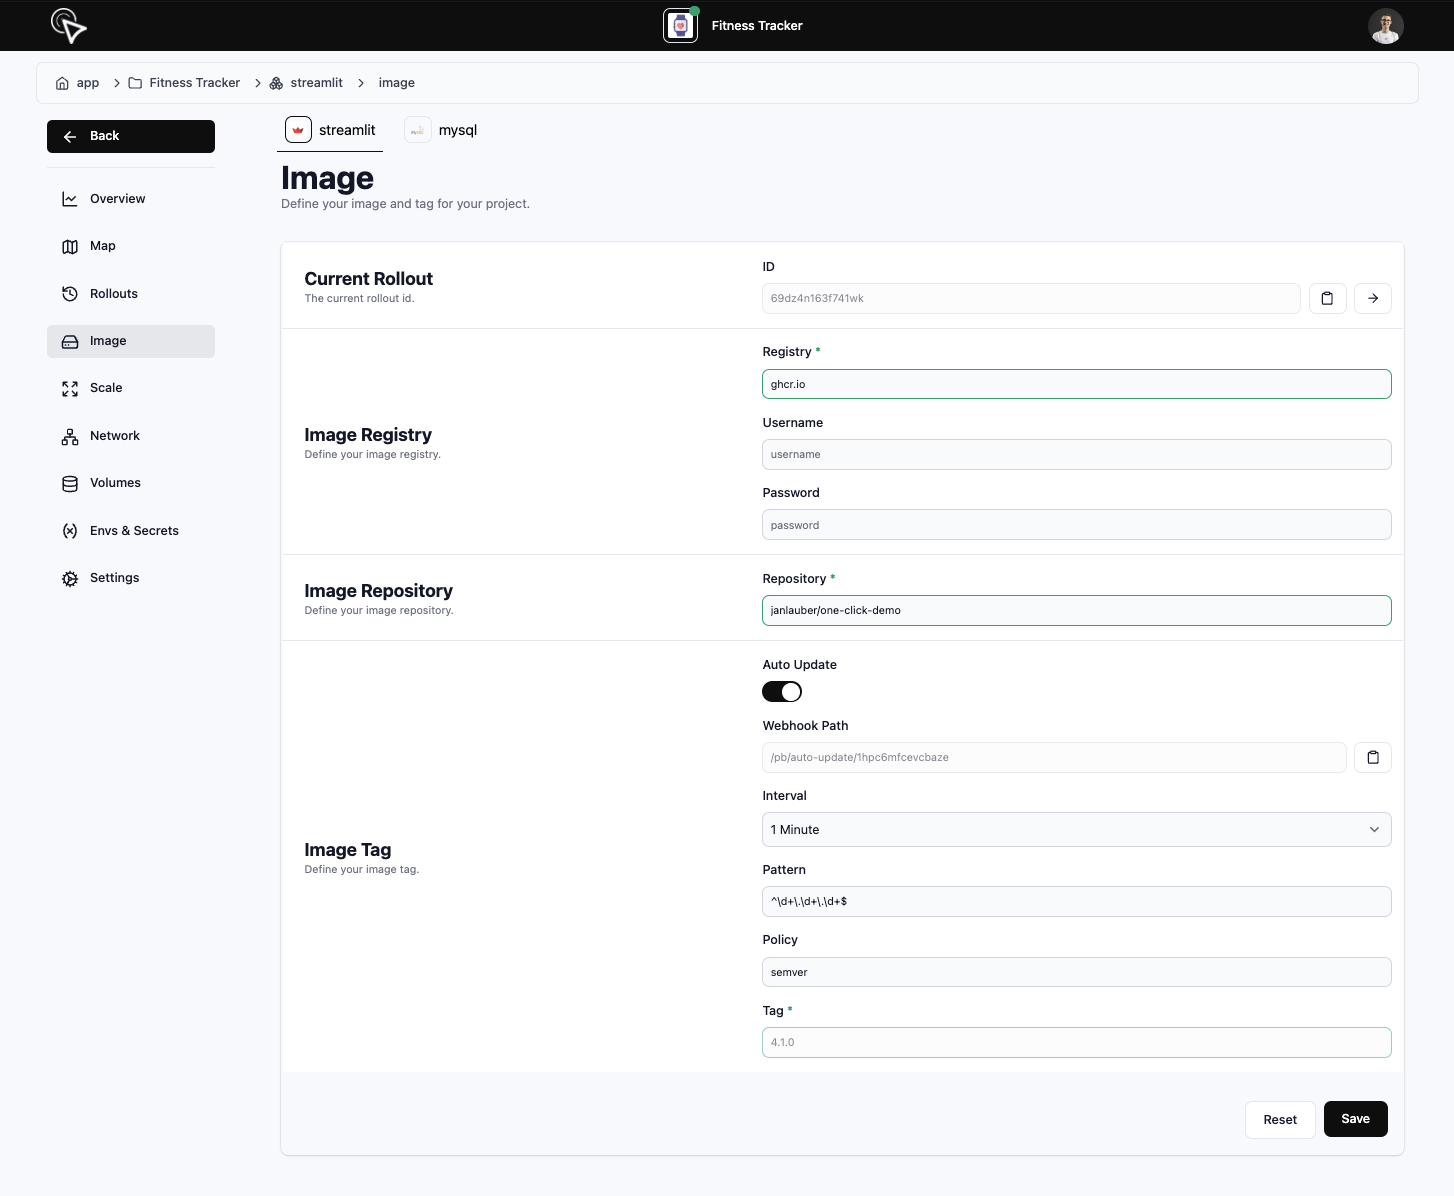 Fitness Tracker
app
Fitness Tracker
streamlit
image
Back
streamlit
mysql
Image
Define your image and tag for your project.
Overview
Map
Rollouts
Image
Scale
Network
Volumes
Envs & Secrets
Settings
Current Rollout
The current rollout id.
ID
69dz4n163f741wk
Image Registry
Define your image registry.
Registry *
ghcr.io
Username
username
Password
password
Image Repository
Define your image repository.
Repository *
janlauber/one-click-demo
Image Tag
Define your image tag.
Auto Update
Webhook Path
/pb/auto-update/1hpc6mfcevcbaze
Interval
1 Minute
Pattern
^\d+\.\d+\.\d+$
Policy
semver
Tag *
4.1.0
Reset
Save